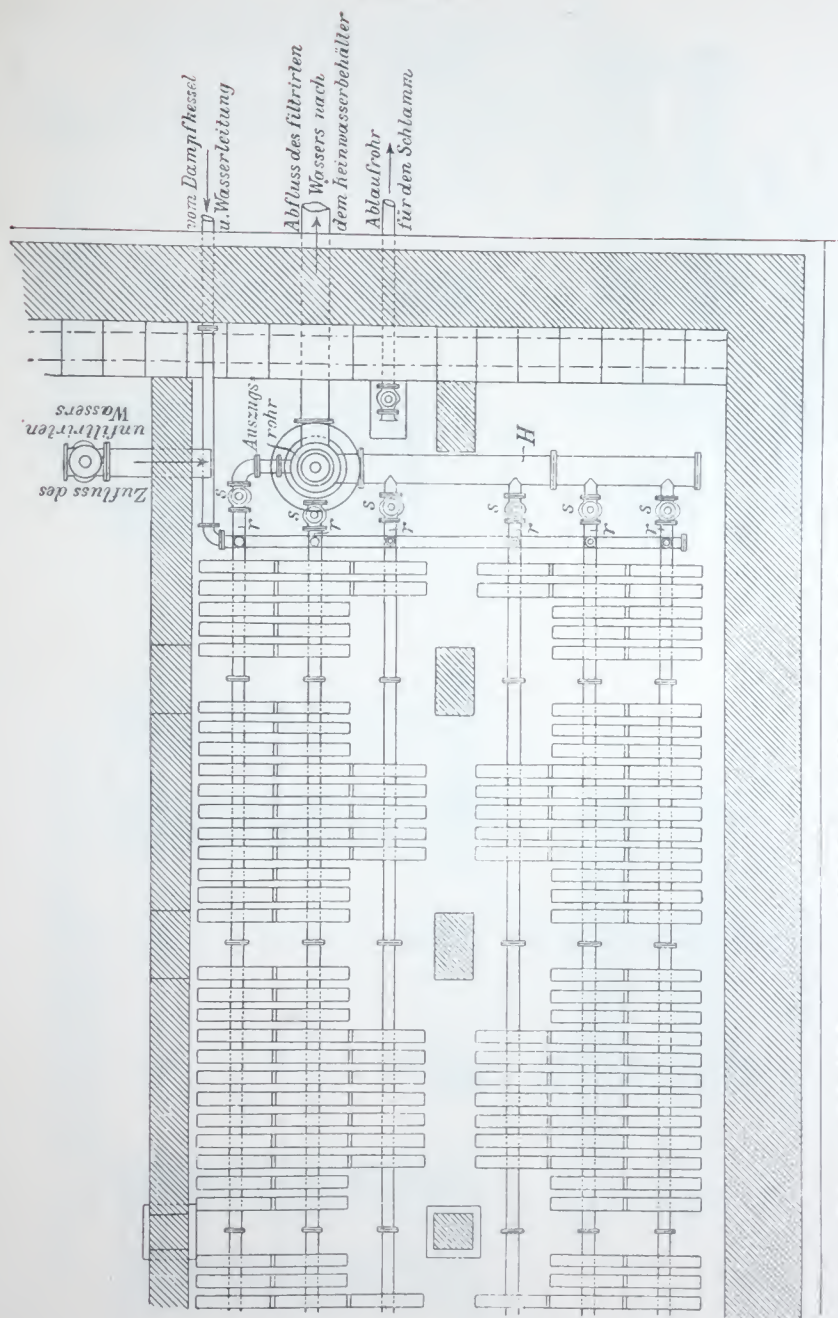 vom Dampfkessel
u. Wasserleitung
Abfluss des filtrirten
Wassers nach
dem Reinwasserbehälter
Ablaufrohr
für den Schlamm
Zufluss des
unfiltrirten
Wassers
Auszugs-
rohr
H
s
s
s
s
s
s
r
r
r
r
r
r